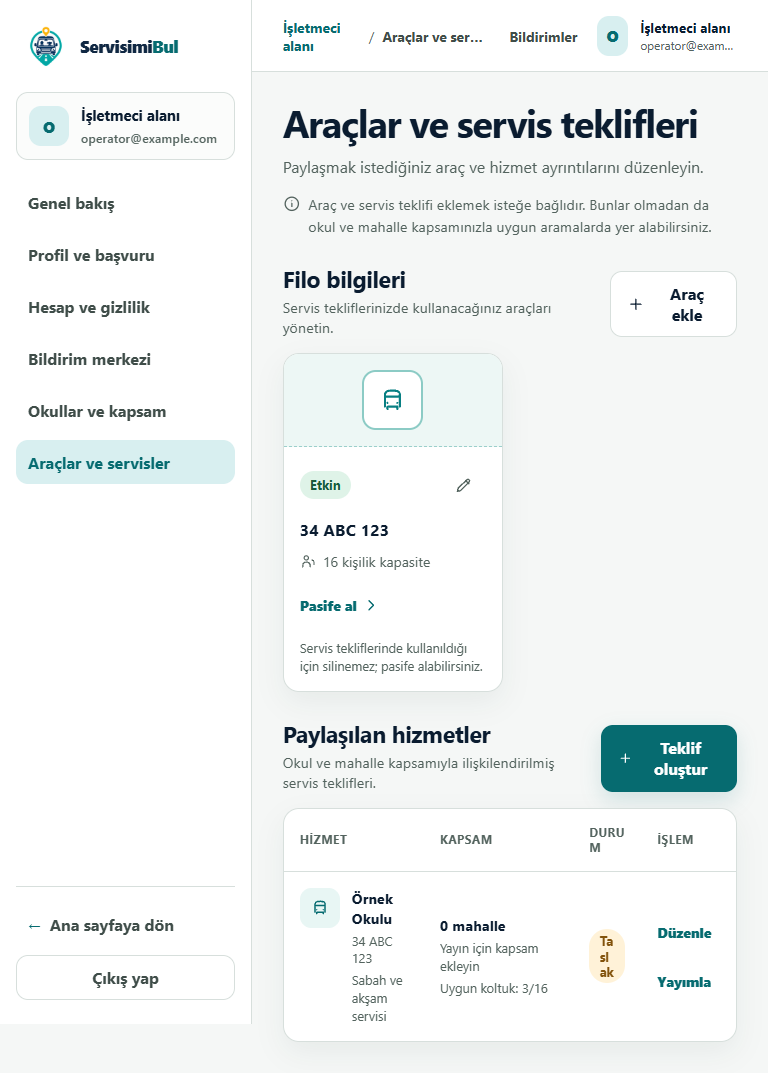 ServisimiBul
O
İşletmeci alanı
operator@example.com
Genel bakış
Profil ve başvuru
Hesap ve gizlilik
Bildirim merkezi
Okullar ve kapsam
Araçlar ve servisler
← Ana sayfaya dön
Çıkış yap
İşletmeci
alanı
/ Araçlar ve ser...
Bildirimler
O
İşletmeci alanı
operator@exam...
Araçlar ve servis teklifleri
Paylaşmak istediğiniz araç ve hizmet ayrıntılarını düzenleyin.
Araç ve servis teklifi eklemek isteğe bağlıdır. Bunlar olmadan da
okul ve mahalle kapsamınızla uygun aramalarda yer alabilirsiniz.
Filo bilgileri
Servis tekliflerinizde kullanacağınız araçları
yönetin.
+ Araç
ekle
Etkin
34 ABC 123
16 kişilik kapasite
Pasife al
Servis tekliflerinde kullanıldığı
için silinemez; pasife alabilirsiniz.
Paylaşılan hizmetler
Okul ve mahalle kapsamıyla ilişkilendirilmiş
servis teklifleri.
+ Teklif
oluştur
HİZMET
KAPSAM
DURU
M
İŞLEM
Örnek
Okulu
34 ABC
123
Sabah ve
akşam
servisi
0 mahalle
Yayın için kapsam
ekleyin
Uygun koltuk: 3/16
Ta
sl
ak
Düzenle
Yayımla